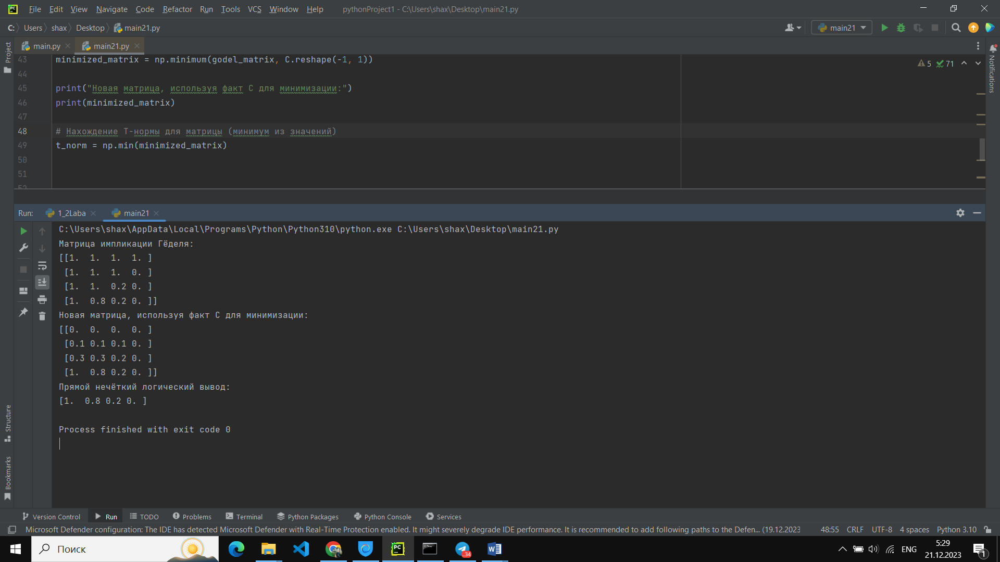 File Edit View Navigate Code Refactor Run Tools VCS Window Help pythonProject1 - C:\Users\shax\Desktop\main21.py
C: Users shax Desktop main21.py main21
main.py main21.py
43 minimized_matrix = np.minimum(godel_matrix, C.reshape(-1, 1))
5 71
44
45 print("Новая матрица, используя факт C для минимизации:")
46 print(minimized_matrix)
47
48 # Нахождение Т-нормы для матрицы (минимум из значений)
49 t_norm = np.min(minimized_matrix)
50
51
52
Run: 1_2Laba main21
C:\Users\shax\AppData\Local\Programs\Python\Python310\python.exe C:\Users\shax\Desktop\main21.py
Матрица импликации Гёделя:
[[1.  1.  1.  1. ]
 [1.  1.  1.  0. ]
 [1.  1.  0.2 0. ]
 [1.  0.8 0.2 0. ]]
Новая матрица, используя факт C для минимизации:
[[0.  0.  0.  0. ]
 [0.1 0.1 0.1 0. ]
 [0.3 0.3 0.2 0. ]
 [1.  0.8 0.2 0. ]]
Прямой нечёткий логический вывод:
[1.  0.8 0.2 0. ]
Process finished with exit code 0
Project
Structure
Bookmarks
Notifications
Version Control Run TODO Problems Terminal Python Packages Python Console Services
Microsoft Defender configuration: The IDE has detected Microsoft Defender with Real-Time Protection enabled. It might severely degrade IDE performance. It is recommended to add following paths to the Defen... (19.12.2023 48:55 CRLF UTF-8 4 spaces Python 3.10
Поиск
PC
..34
ENG
5:29
21.12.2023
1